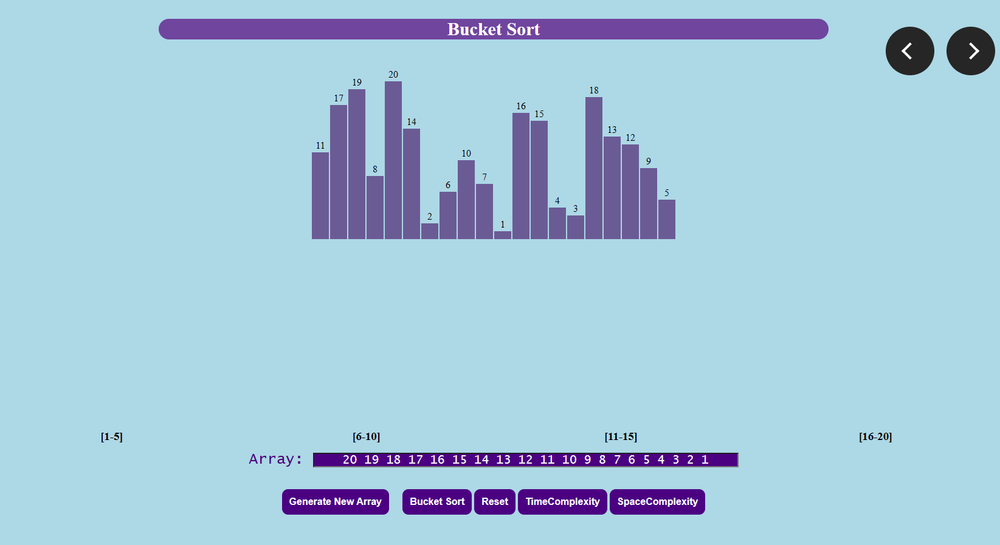 Bucket Sort
11 17 19 8 20 14 2 6 10 7 1 16 15 4 3 18 13 12 9 5
[1-5] [6-10] [11-15] [16-20]
Array: 20 19 18 17 16 15 14 13 12 11 10 9 8 7 6 5 4 3 2 1
Generate New Array Bucket Sort Reset TimeComplexity SpaceComplexity